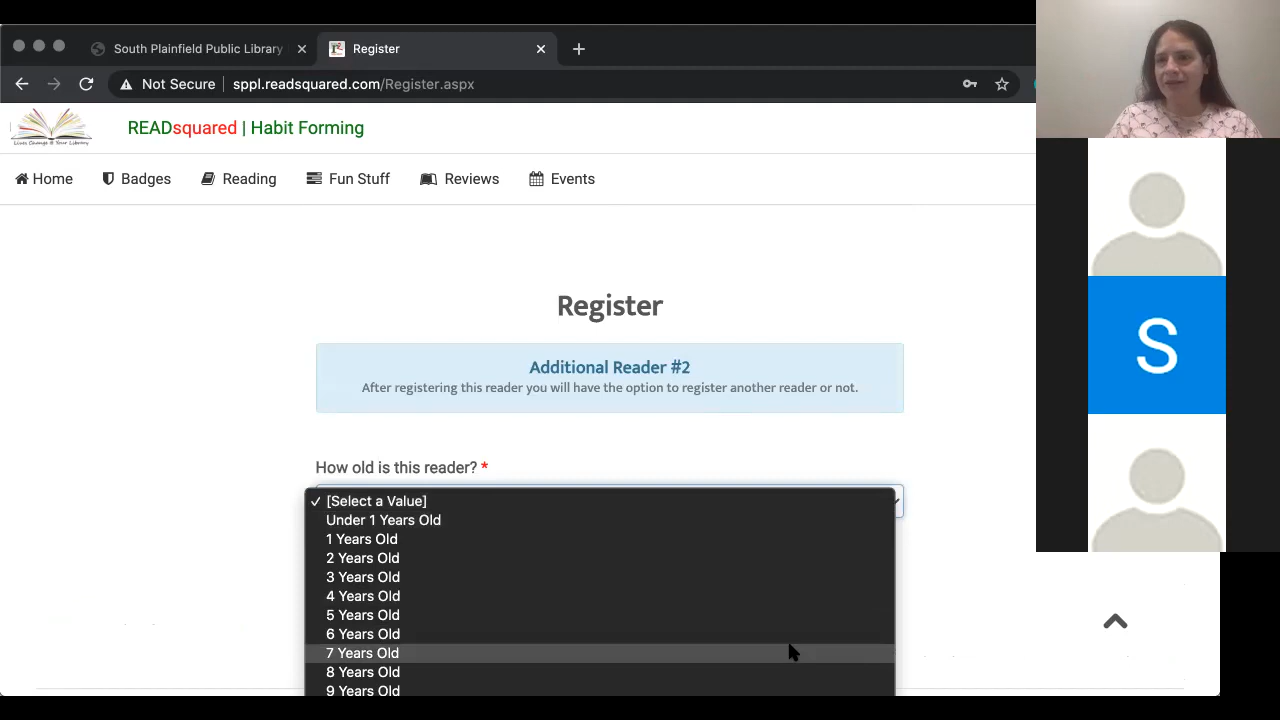 South Plainfield Public Library
Register
Not Secure
sppl.readsquared.com/Register.aspx
Lives Change @ Your Library
READsquared | Habit Forming
Home
Badges
Reading
Fun Stuff
Reviews
Events
Register
Additional Reader #2
After registering this reader you will have the option to register another reader or not.
How old is this reader? *
✓ [Select a Value]
Under 1 Years Old
1 Years Old
2 Years Old
3 Years Old
4 Years Old
5 Years Old
6 Years Old
7 Years Old
8 Years Old
9 Years Old
S